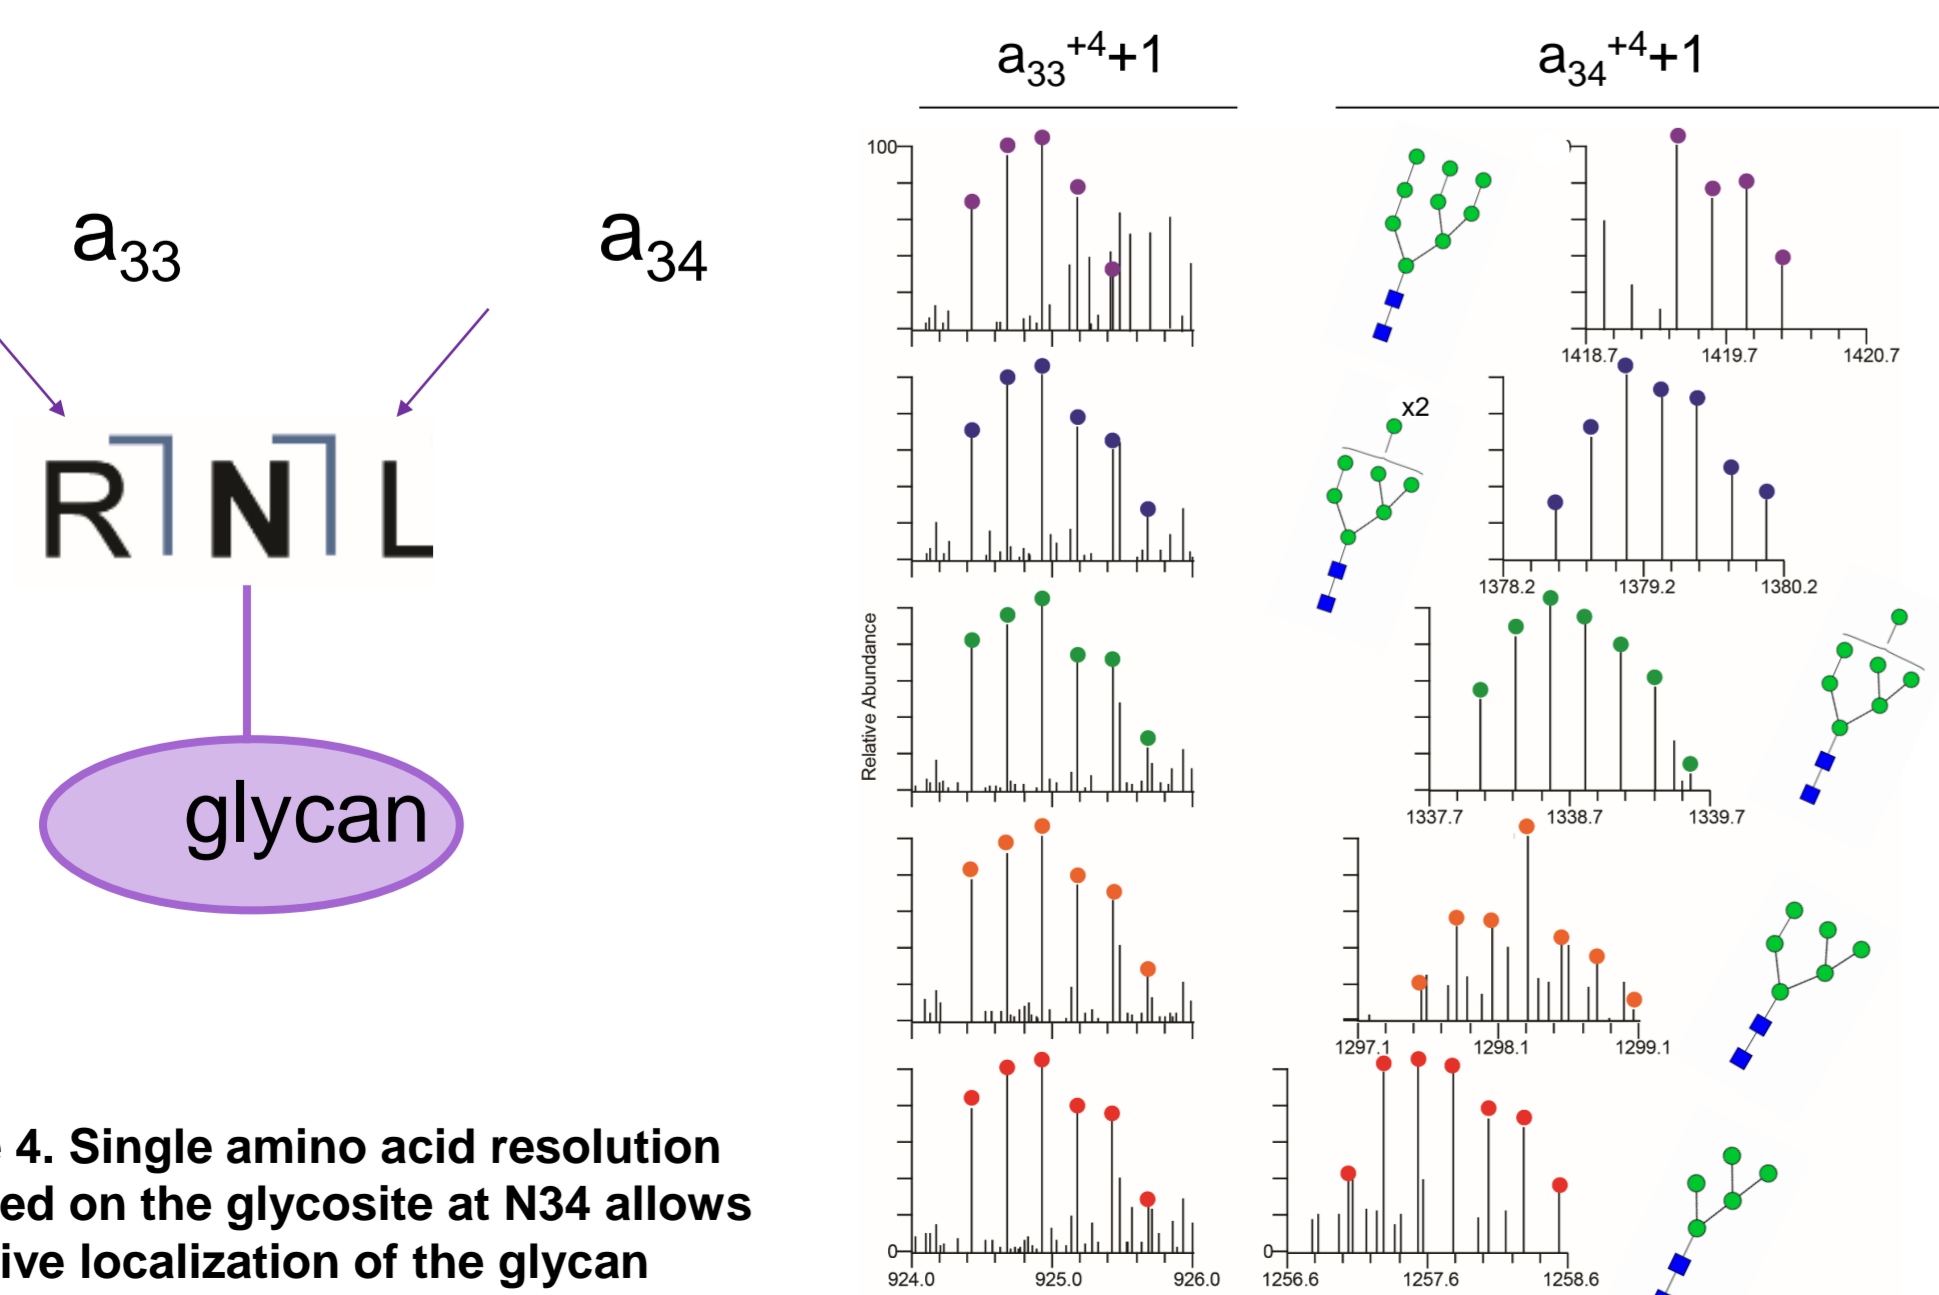 a33+4+1
a34+4+1
a33
a34
R N L
glycan
4. Single amino acid resolution
on the glycosite at N34 allows
localization of the glycan
Relative Abundance
100
1418.7 1419.7 1420.7
x2
1378.2 1379.2 1380.2
1337.7 1338.7 1339.7
1297.1 1298.1 1299.1
0
924.0 925.0 926.0
0
1256.6 1257.6 1258.6